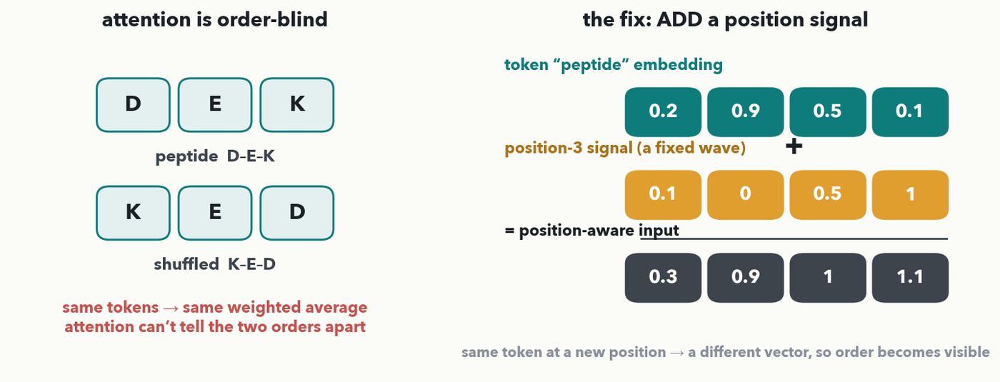 attention is order-blind
D E K
peptide D–E–K
K E D
shuffled K–E–D
same tokens → same weighted average
attention can’t tell the two orders apart
the fix: ADD a position signal
token “peptide” embedding
0.2 0.9 0.5 0.1
position-3 signal (a fixed wave) +
0.1 0 0.5 1
= position-aware input
0.3 0.9 1 1.1
same token at a new position → a different vector, so order becomes visible